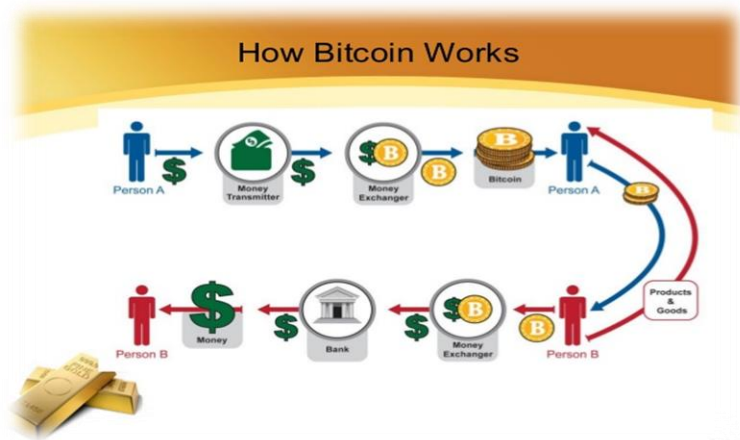 How Bitcoin Works
Person A
Money
Transmitter
Money
Exchanger
Bitcoin
Person A
Products
&
Goods
Person B
Money
Bank
Money
Exchanger
Person B